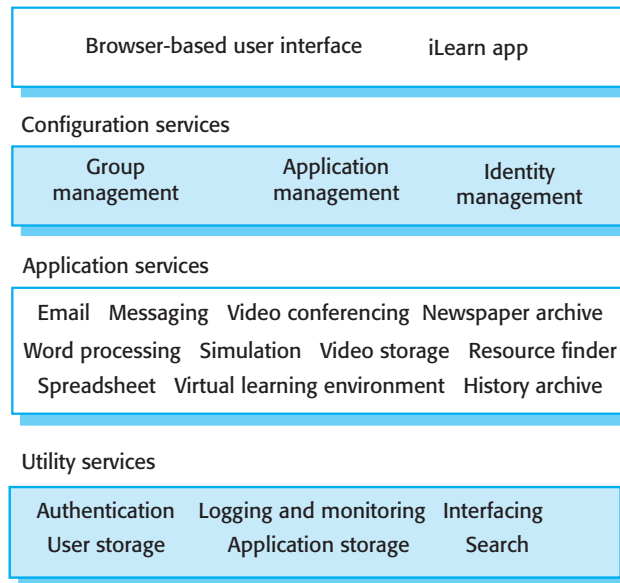 Browser-based user interface iLearn app
Configuration services
Group management Application management Identity management
Application services
Email Messaging Video conferencing Newspaper archive
Word processing Simulation Video storage Resource finder
Spreadsheet Virtual learning environment History archive
Utility services
Authentication Logging and monitoring Interfacing
User storage Application storage Search